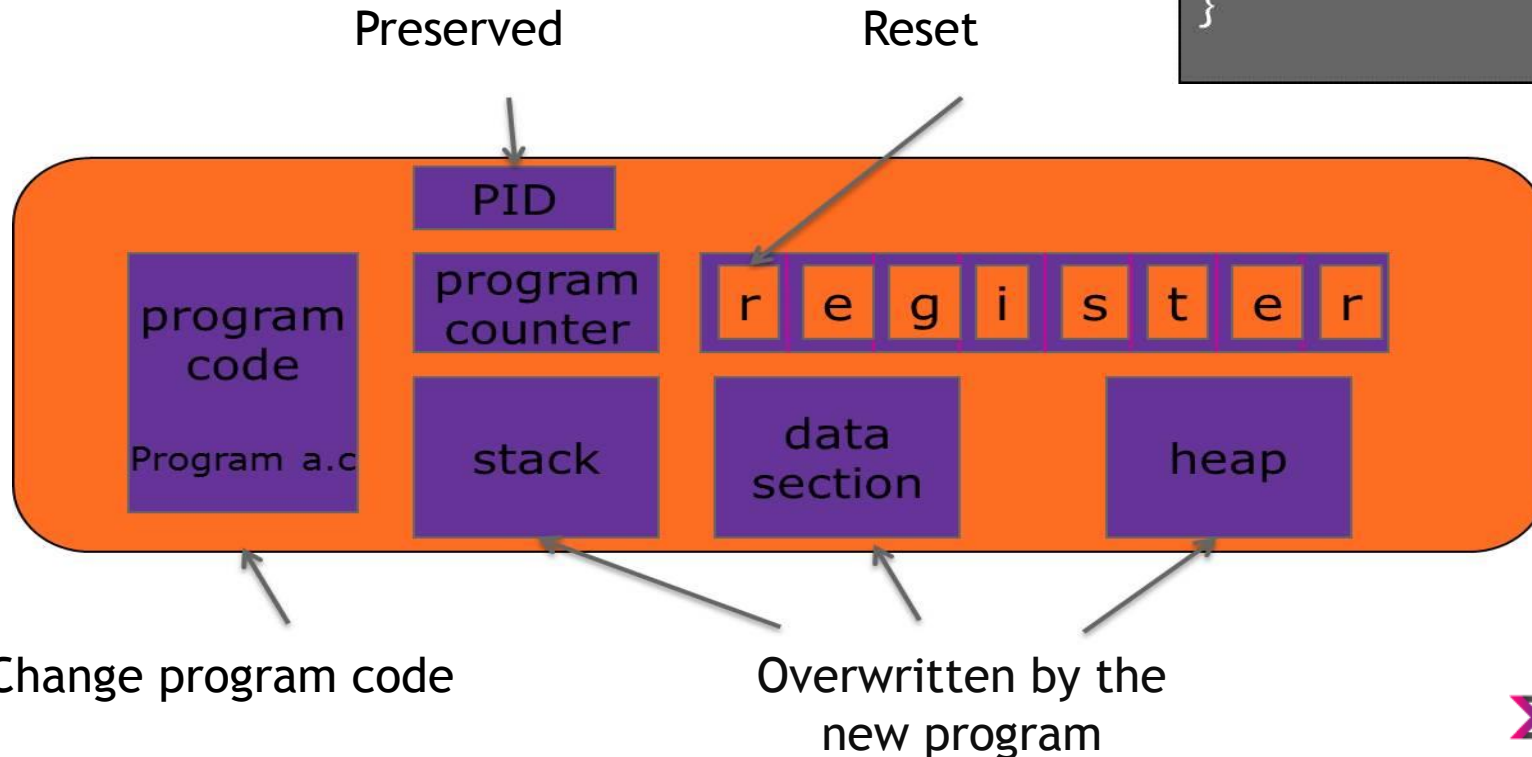 Preserved
Reset
}
PID
program
counter
register
program
code
Program a.c
stack
data
section
heap
Change program code
Overwritten by the
new program